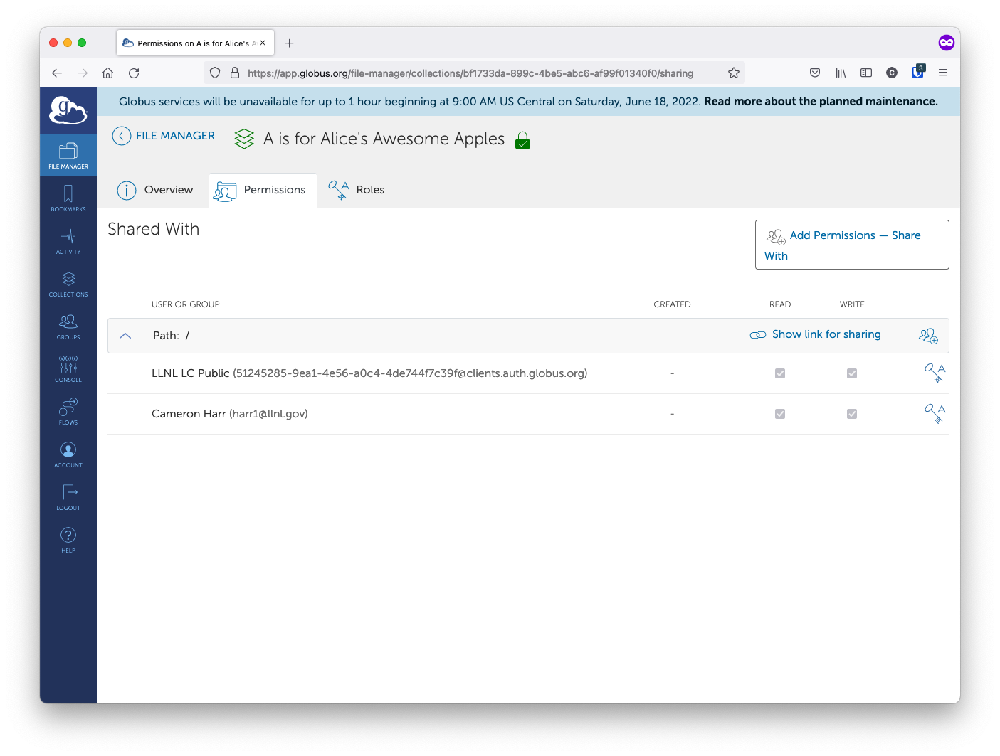 Permissions on A is for Alice's A
https://app.globus.org/file-manager/collections/bf1733da-899c-4be5-abc6-af99f01340f0/sharing
C
3
g
Globus services will be unavailable for up to 1 hour beginning at 9:00 AM US Central on Saturday, June 18, 2022. Read more about the planned maintenance.
FILE MANAGER
A is for Alice's Awesome Apples
Overview
Permissions
Roles
FILE MANAGER
BOOKMARKS
ACTIVITY
COLLECTIONS
GROUPS
CONSOLE
FLOWS
ACCOUNT
LOGOUT
HELP
Shared With
Add Permissions — Share
With
USER OR GROUP CREATED READ WRITE
Path: / Show link for sharing
LLNL LC Public (51245285-9ea1-4e56-a0c4-4de744f7c39f@clients.auth.globus.org) -
Cameron Harr (harr1@llnl.gov) -